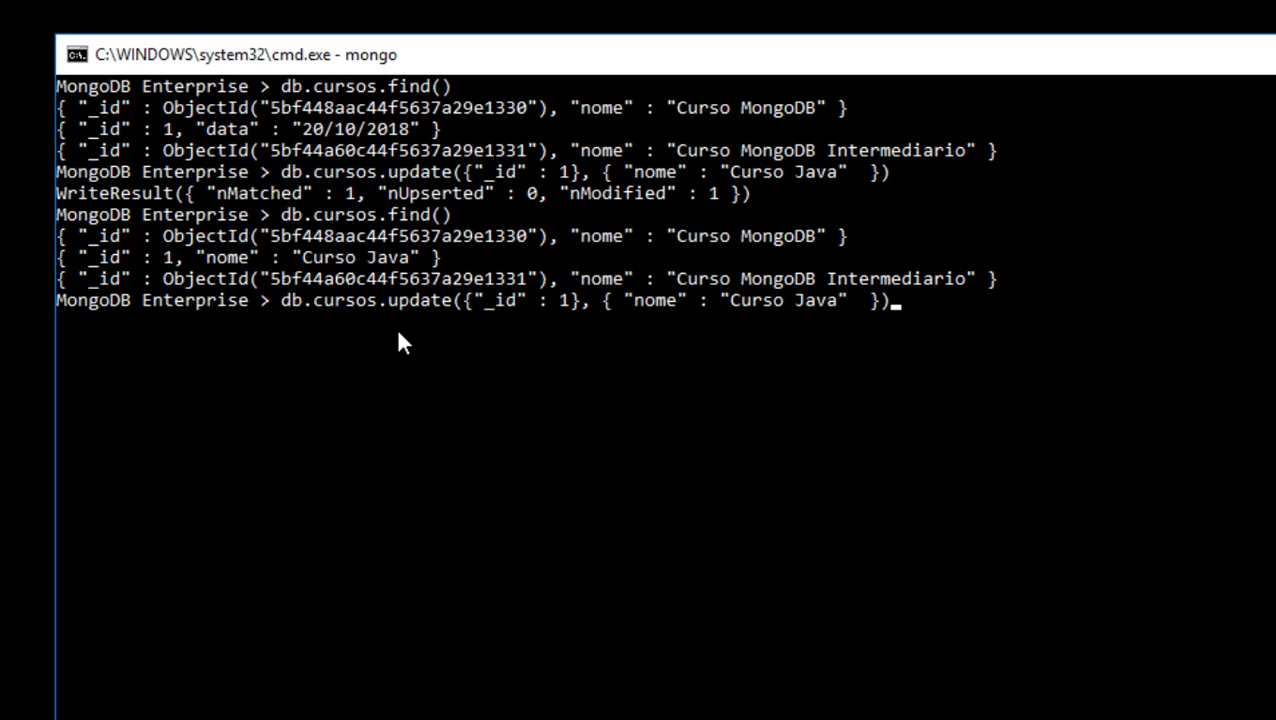 C:\WINDOWS\system32\cmd.exe - mongo
MongoDB Enterprise > db.cursos.find()
{ "_id" : ObjectId("5bf448aac44f5637a29e1330"), "nome" : "Curso MongoDB" }
{ "_id" : 1, "data" : "20/10/2018" }
{ "_id" : ObjectId("5bf44a60c44f5637a29e1331"), "nome" : "Curso MongoDB Intermediario" }
MongoDB Enterprise > db.cursos.update({"_id" : 1}, { "nome" : "Curso Java"  })
WriteResult({ "nMatched" : 1, "nUpserted" : 0, "nModified" : 1 })
MongoDB Enterprise > db.cursos.find()
{ "_id" : ObjectId("5bf448aac44f5637a29e1330"), "nome" : "Curso MongoDB" }
{ "_id" : 1, "nome" : "Curso Java" }
{ "_id" : ObjectId("5bf44a60c44f5637a29e1331"), "nome" : "Curso MongoDB Intermediario" }
MongoDB Enterprise > db.cursos.update({"_id" : 1}, { "nome" : "Curso Java"  })